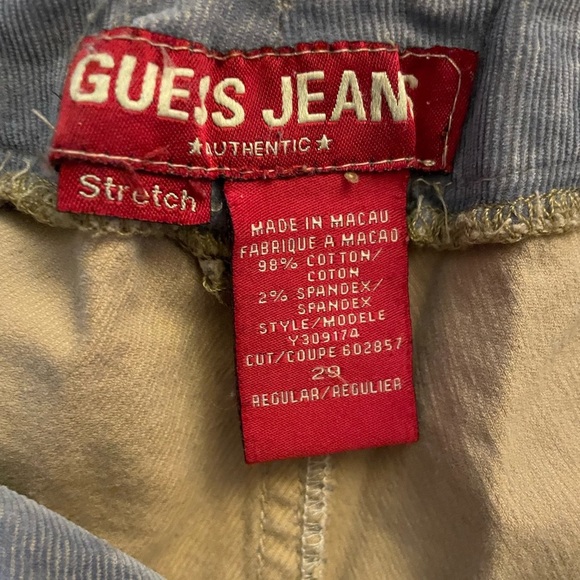 GUESS JEANS
★AUTHENTIC★
Stretch
MADE IN MACAU
FABRIQUE A MACAO
98% COTTON/
COTON
2% SPANDEX/
SPANDEX
STYLE/MODELE
Y309174
CUT/COUPE 602857
29
REGULAR/REGULIER